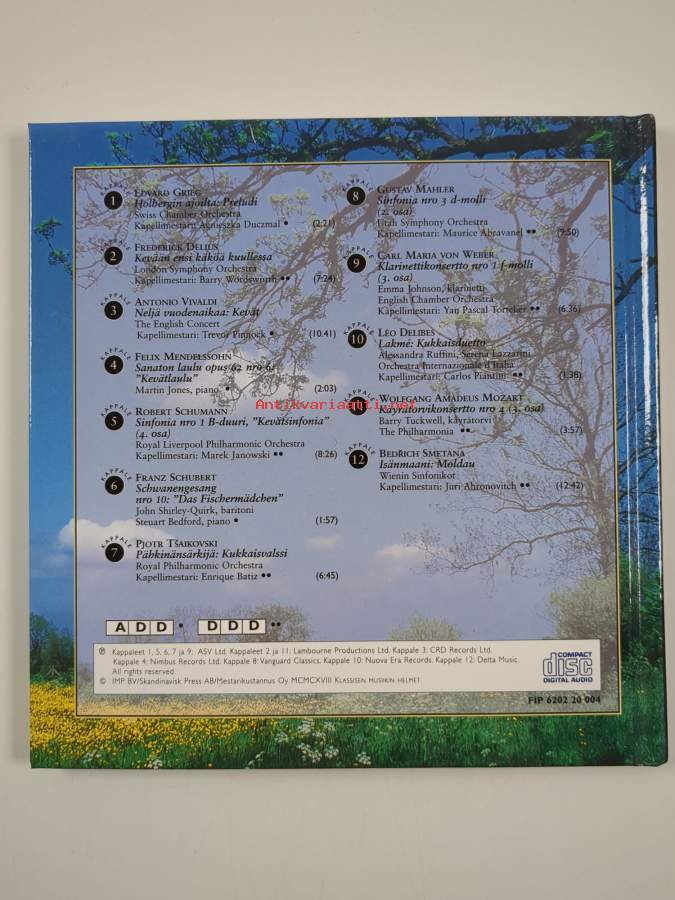 KAPPALE
1
EDVARD GRIEG
Holbergin ajoilta: Preludi
Swiss Chamber Orchestra
Kapellimestari: Agnieszka Duczmal • (2:21)
KAPPALE
2
FREDERICK DELIUS
Kevään ensi käköä kuullessa
London Symphony Orchestra
Kapellimestari: Barry Wordsworth •• (7:24)
KAPPALE
3
ANTONIO VIVALDI
Neljä vuodenaikaa: Kevät
The English Concert
Kapellimestari: Trevor Pinnock • (10.41)
KAPPALE
4
FELIX MENDELSSOHN
Sanaton laulu opus 62 nro 6:
"Kevätlaulu"
Martin Jones, piano • (2:03)
KAPPALE
5
ROBERT SCHUMANN
Sinfonia nro 1 B-duuri, "Kevätsinfonia"
(4. osa)
Royal Liverpool Philharmonic Orchestra
Kapellimestari: Marek Janowski •• (8:26)
KAPPALE
6
FRANZ SCHUBERT
Schwanengesang
nro 10: "Das Fischermädchen"
John Shirley-Quirk, baritoni
Steuart Bedford, piano • (1:57)
KAPPALE
7
PJOTR TŠAIKOVSKI
Pähkinänsärkijä: Kukkaisvalssi
Royal Philharmonic Orchestra
Kapellimestari: Enrique Batiz •• (6:45)
KAPPALE
8
GUSTAV MAHLER
Sinfonia nro 3 d-molli
(2. osa)
Utah Symphony Orchestra
Kapellimestari: Maurice Abravanel •• (9:50)
KAPPALE
9
CARL MARIA VON WEBER
Klarinettikonsertto nro 1 f-molli
(3. osa)
Emma Johnson, klarinetti
English Chamber Orchestra
Kapellimestari: Yan Pascal Tortelier •• (6:36)
KAPPALE
10
LÉO DELIBES
Lakmé: Kukkaisduetto
Alessandra Ruffini, Serena Lazzarini
Orchestra Internazionale d'Italia
Kapellimestari: Carlos Piantini •• (1:38)
WOLFGANG AMADEUS MOZART
Käyrätorvikonsertto nro 4 (3. osa)
Barry Tuckwell, käyrätorvi
The Philharmonia •• (3:57)
KAPPALE
12
BEDŘICH SMETANA
Isänmaani: Moldau
Wienin Sinfonikot
Kapellimestari: Juri Ahronovitch •• (12:42)
Antikvariaatti.net
A D D • D D D ••
℗ Kappaleet 1, 5, 6, 7 ja 9: ASV Ltd. Kappaleet 2 ja 11: Lambourne Productions Ltd. Kappale 3: CRD Records Ltd.
Kappale 4: Nimbus Records Ltd. Kappale 8: Vanguard Classics. Kappale 10: Nuova Era Records. Kappale 12: Delta Music.
All rights reserved.
© IMP BV/Skandinavisk Press AB/Mestarikustannus Oy MCMXCVIII KLASSISEN MUSIIKIN HELMET
COMPACT
disc
DIGITAL AUDIO
FIP 6202 20 004